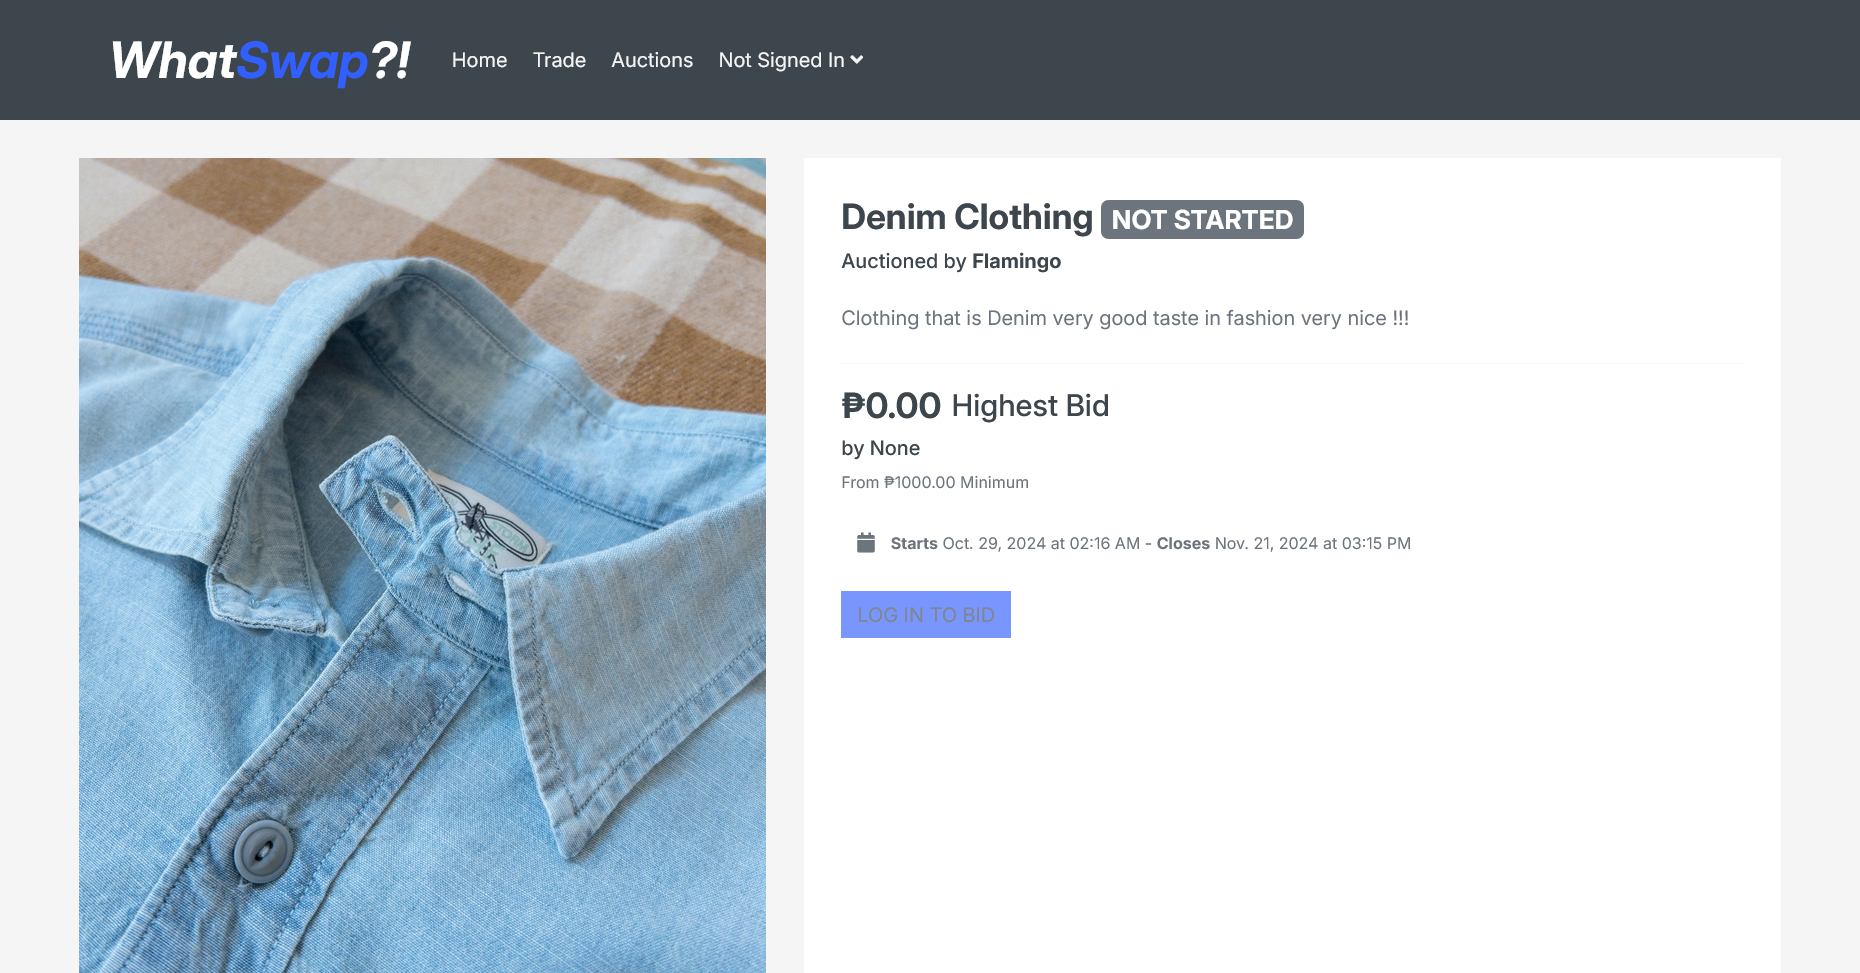 WhatSwap?!
Home Trade Auctions Not Signed In
Denim Clothing NOT STARTED
Auctioned by Flamingo
Clothing that is Denim very good taste in fashion very nice !!!
₱0.00 Highest Bid
by None
From ₱1000.00 Minimum
Starts Oct. 29, 2024 at 02:16 AM - Closes Nov. 21, 2024 at 03:15 PM
LOG IN TO BID